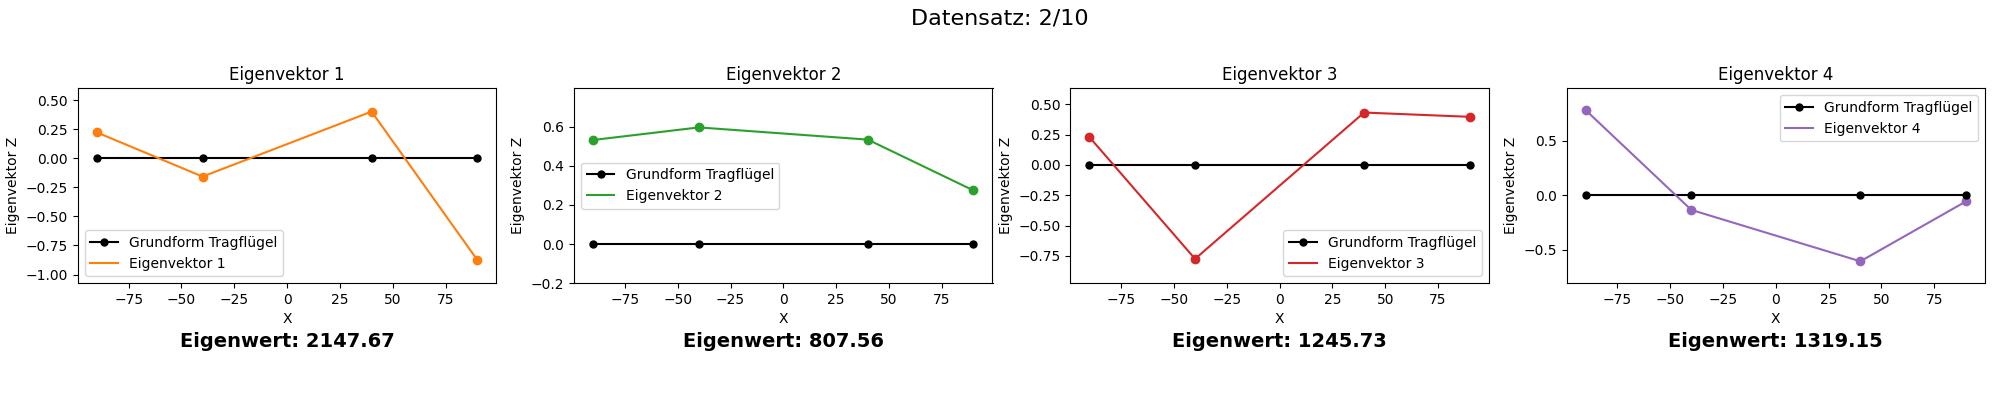 Datensatz: 2/10
Eigenvektor 1
Eigenvektor Z
0.50
0.25
0.00
−0.25
−0.50
−0.75
−1.00
Grundform Tragflügel
Eigenvektor 1
−75 −50 −25 0 25 50 75
X
Eigenwert: 2147.67
Eigenvektor 2
Eigenvektor Z
0.6
0.4
0.2
0.0
−0.2
Grundform Tragflügel
Eigenvektor 2
−75 −50 −25 0 25 50 75
X
Eigenwert: 807.56
Eigenvektor 3
Eigenvektor Z
0.50
0.25
0.00
−0.25
−0.50
−0.75
Grundform Tragflügel
Eigenvektor 3
−75 −50 −25 0 25 50 75
X
Eigenwert: 1245.73
Eigenvektor 4
Eigenvektor Z
0.5
0.0
−0.5
Grundform Tragflügel
Eigenvektor 4
−75 −50 −25 0 25 50 75
X
Eigenwert: 1319.15